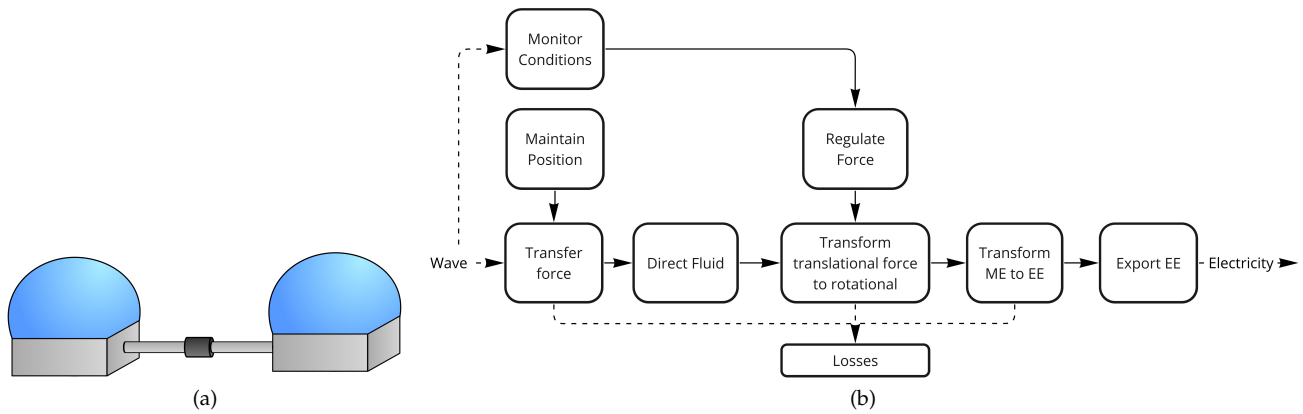 Monitor
Conditions
Maintain
Position
Regulate
Force
Wave
Transfer
force
Direct Fluid
Transform
translational force
to rotational
Transform
ME to EE
Export EE
Electricity
Losses
(a)
(b)